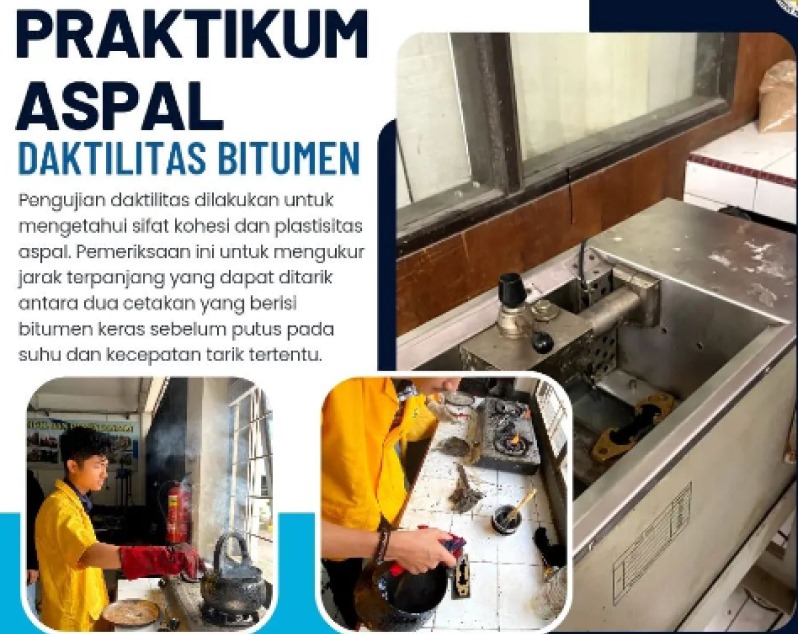 PRAKTIKUM
ASPAL
DAKTILITAS BITUMEN
Pengujian daktilitas dilakukan untuk
mengetahui sifat kohesi dan plastisitas
aspal. Pemeriksaan ini untuk mengukur
jarak terpanjang yang dapat ditarik
antara dua cetakan yang berisi
bitumen keras sebelum putus pada
suhu dan kecepatan tarik tertentu.